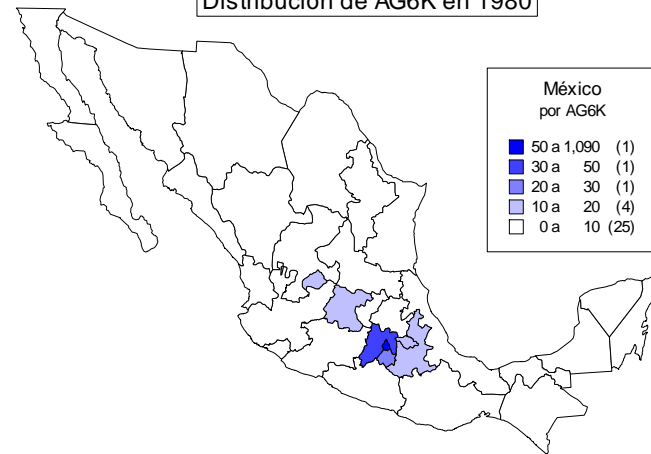 Distribución de AG6K en 1980
México
por AG6K
50 a 1,090 (1)
30 a 50 (1)
20 a 30 (1)
10 a 20 (4)
0 a 10 (25)